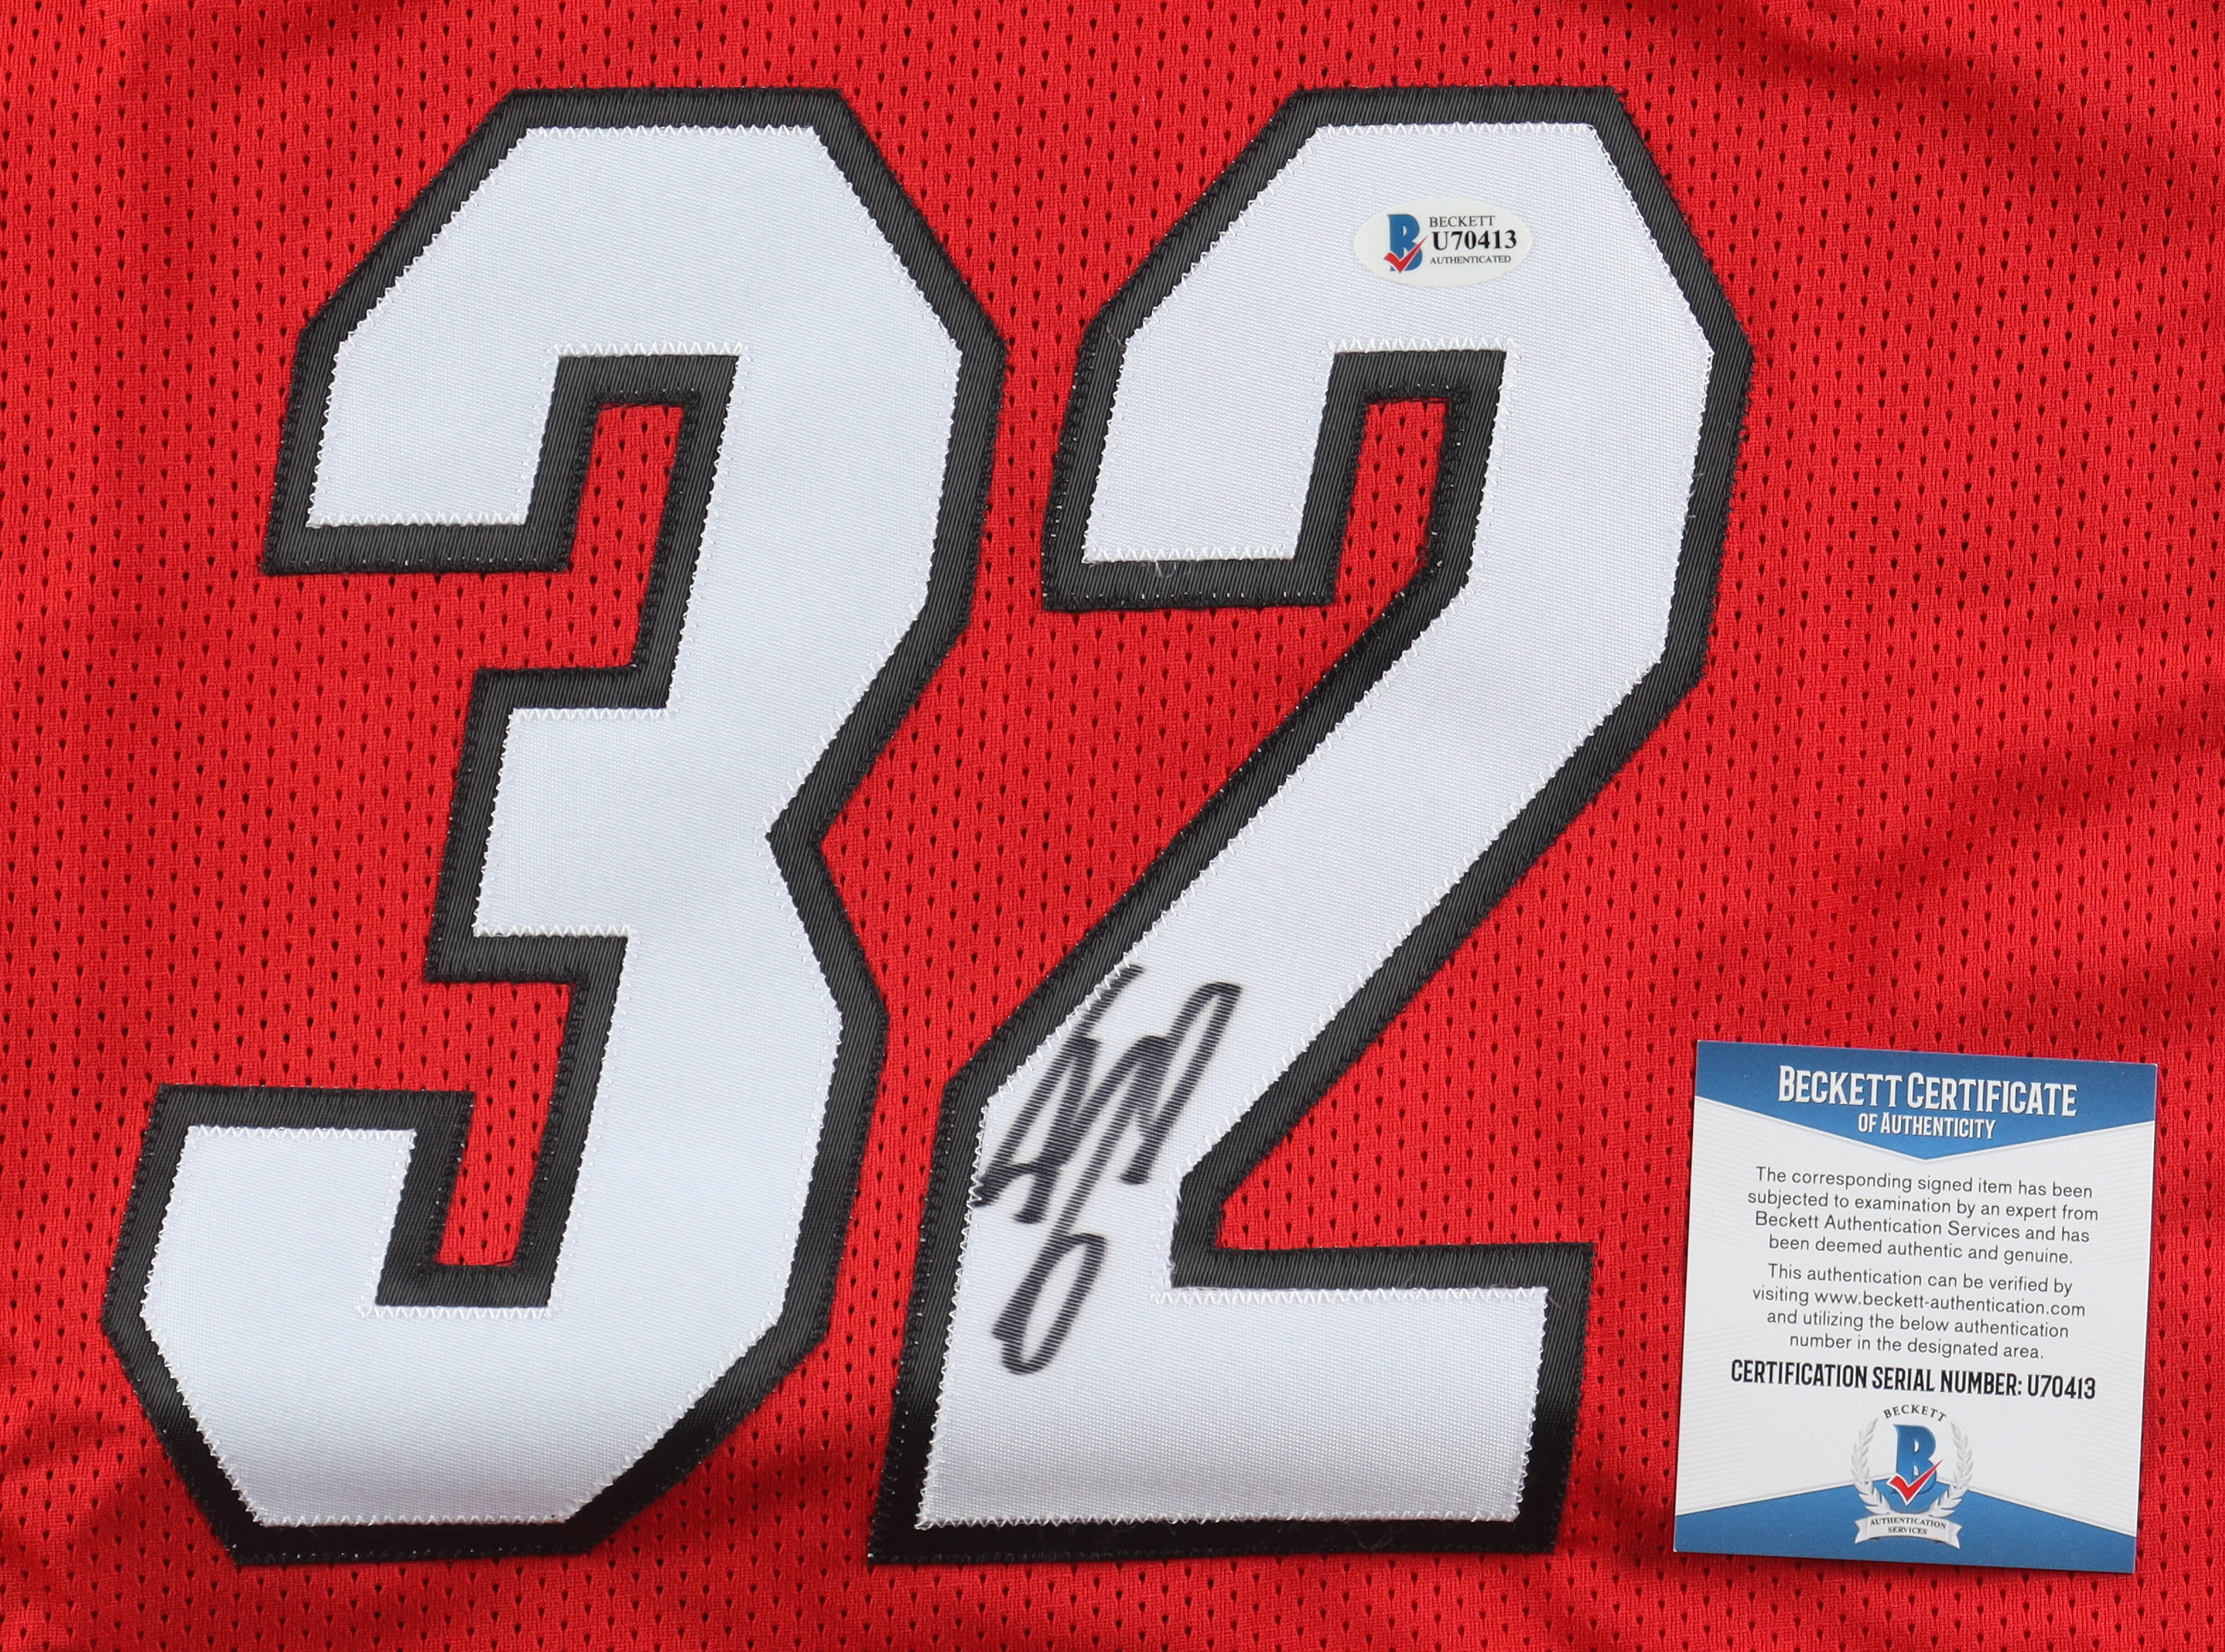 32
BECKETT
U70413
AUTHENTICATED
BECKETT CERTIFICATE
OF AUTHENTICITY
The corresponding signed item has been
subjected to examination by an expert from
Beckett Authentication Services and has
been deemed authentic and genuine.
This authentication can be verified by
visiting www.beckett-authentication.com
and utilizing the below authentication
number in the designated area.
CERTIFICATION SERIAL NUMBER: U70413
BECKETT
B
AUTHENTICATION
SERVICES